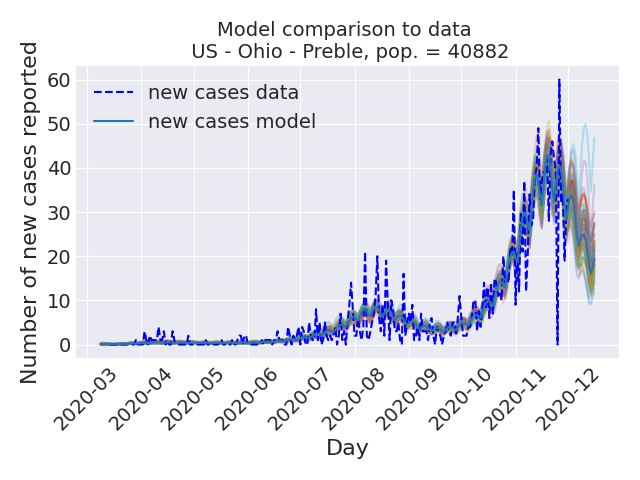 Model comparison to data
US - Ohio - Preble, pop. = 40882
Number of new cases reported
60
50
40
30
20
10
0
new cases data
new cases model
2020-03
2020-04
2020-05
2020-06
2020-07
2020-08
2020-09
2020-10
2020-11
2020-12
Day